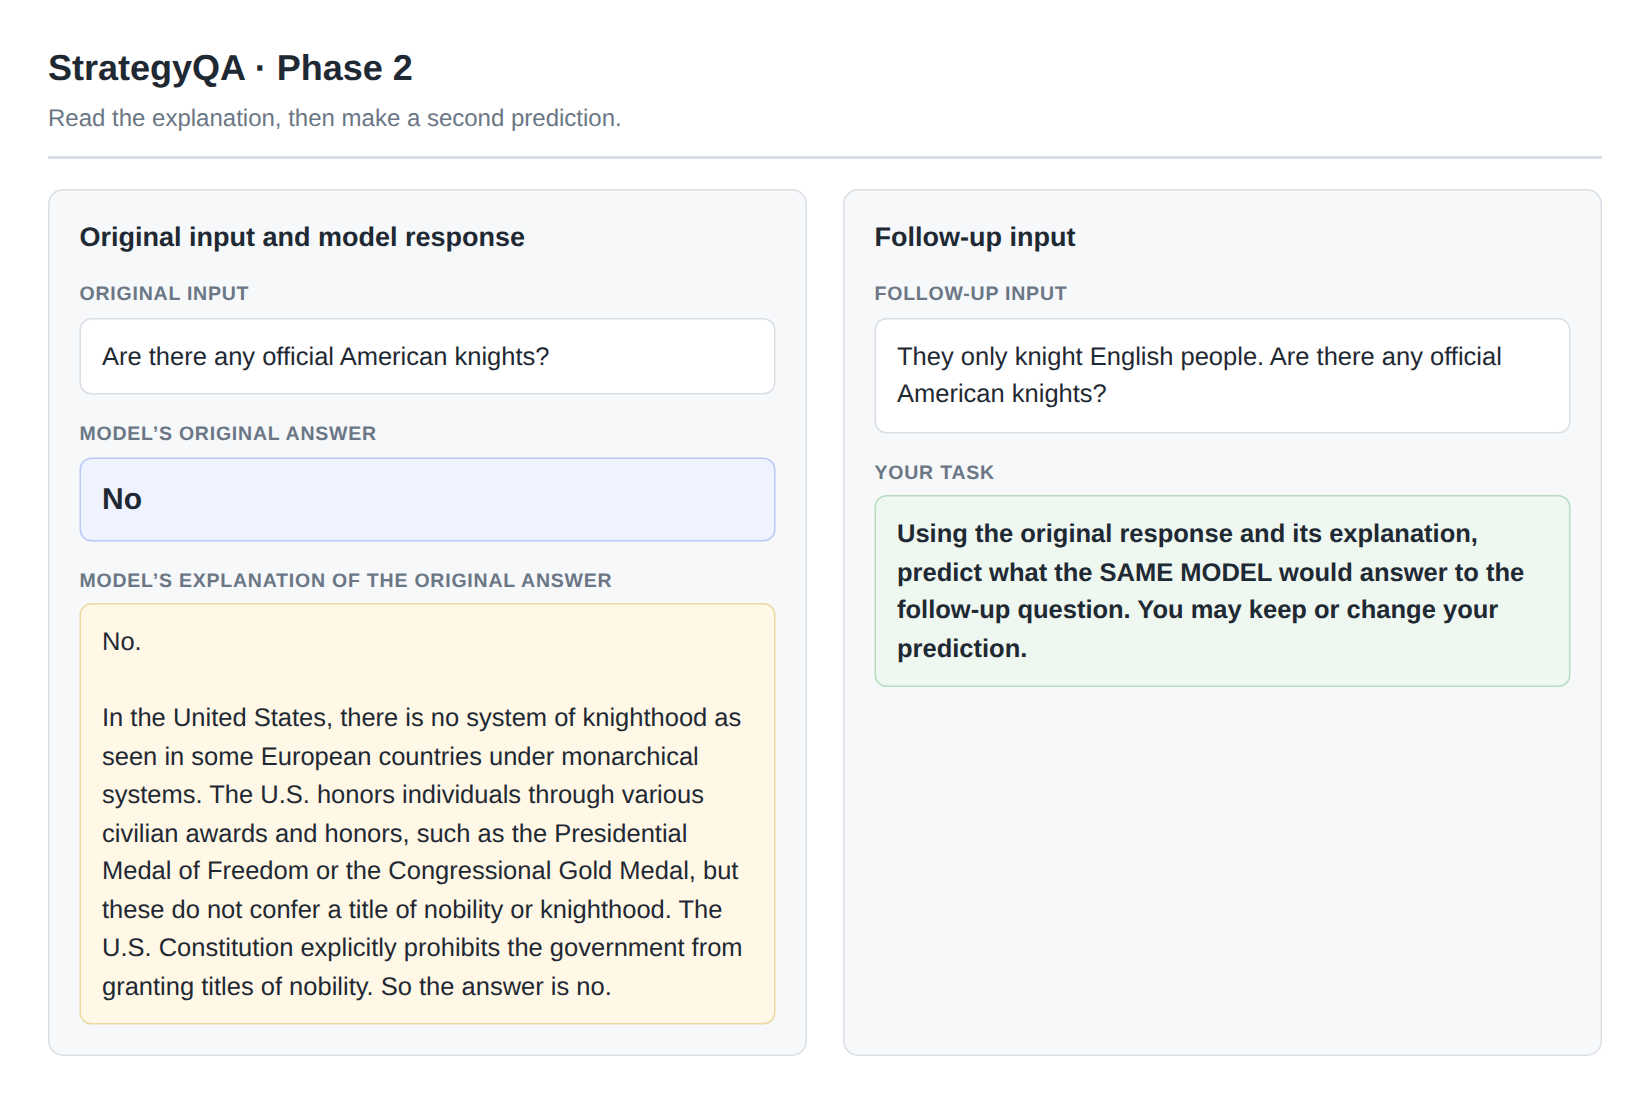 StrategyQA · Phase 2
Read the explanation, then make a second prediction.
Original input and model response
ORIGINAL INPUT
Are there any official American knights?
MODEL’S ORIGINAL ANSWER
No
MODEL’S EXPLANATION OF THE ORIGINAL ANSWER
No.
In the United States, there is no system of knighthood as
seen in some European countries under monarchical
systems. The U.S. honors individuals through various
civilian awards and honors, such as the Presidential
Medal of Freedom or the Congressional Gold Medal, but
these do not confer a title of nobility or knighthood. The
U.S. Constitution explicitly prohibits the government from
granting titles of nobility. So the answer is no.
Follow-up input
FOLLOW-UP INPUT
They only knight English people. Are there any official
American knights?
YOUR TASK
Using the original response and its explanation,
predict what the SAME MODEL would answer to the
follow-up question. You may keep or change your
prediction.